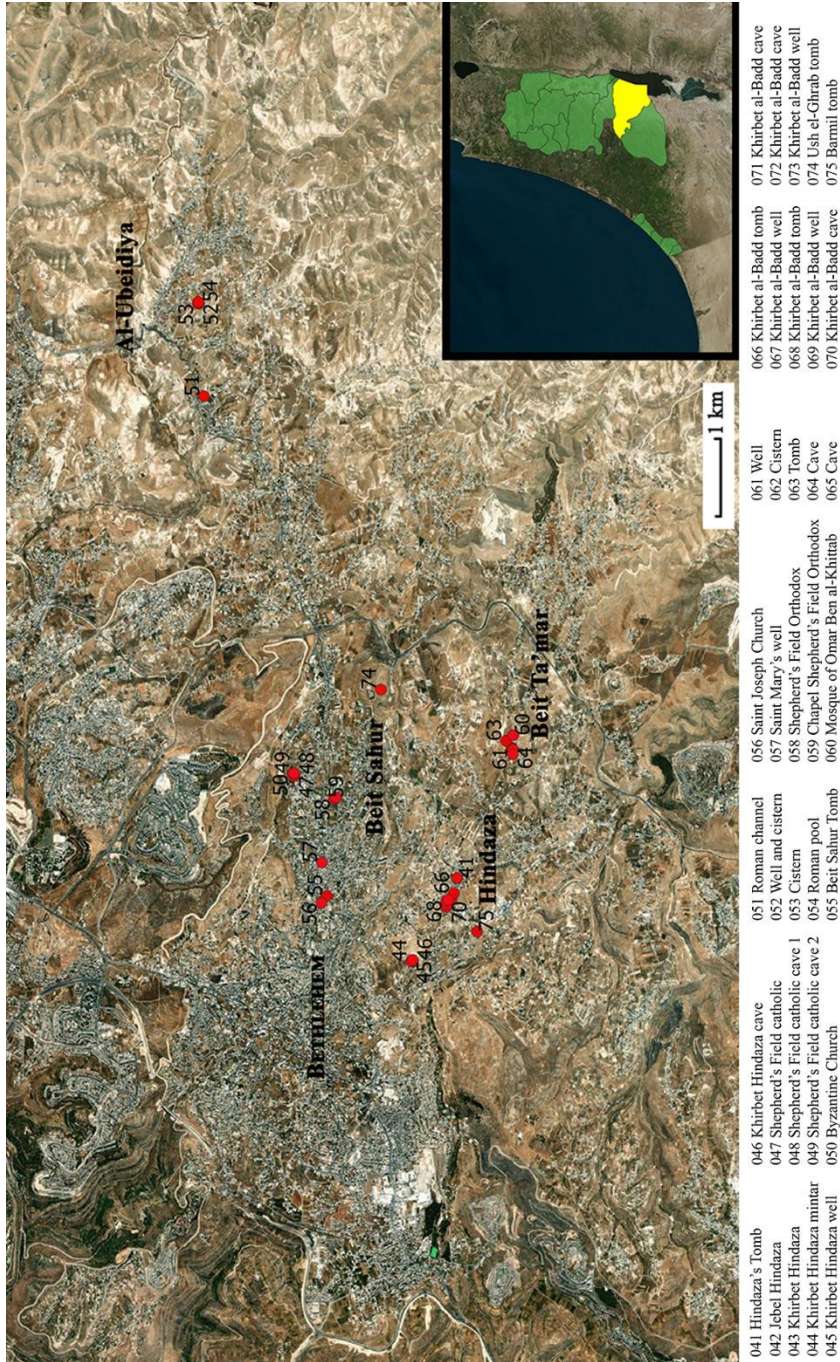 Al-Ubeidiya
53
51
5254
5049
4748
57
58
59
56
55
BETHLEHEM
Beit Sahur
74
44
4546
68
66
70
41
75
Hindaza
61
63
64
60
Beit Ta'mar
1 km
041 Hindaza's Tomb
042 Jebel Hindaza
043 Khirbet Hindaza
044 Khirbet Hindaza mintar
045 Khirbet Hindaza well
046 Khirbet Hindaza cave
047 Shepherd's Field catholic
048 Shepherd's Field catholic cave 1
049 Shepherd's Field catholic cave 2
050 Byzantine Church
051 Roman channel
052 Well and cistern
053 Cistern
054 Roman pool
055 Beit Sahur Tomb
056 Saint Joseph Church
057 Saint Mary's well
058 Shepherd's Field Orthodox
059 Chapel Shepherd's Field Orthodox
060 Mosque of Omar Ben al-Khittab
061 Well
062 Cistern
063 Tomb
064 Cave
065 Cave
066 Khirbet al-Badd tomb
067 Khirbet al-Badd well
068 Khirbet al-Badd tomb
069 Khirbet al-Badd well
070 Khirbet al-Badd cave
071 Khirbet al-Badd cave
072 Khirbet al-Badd cave
073 Khirbet al-Badd well
074 Ush el-Ghrab tomb
075 Bardil tomb